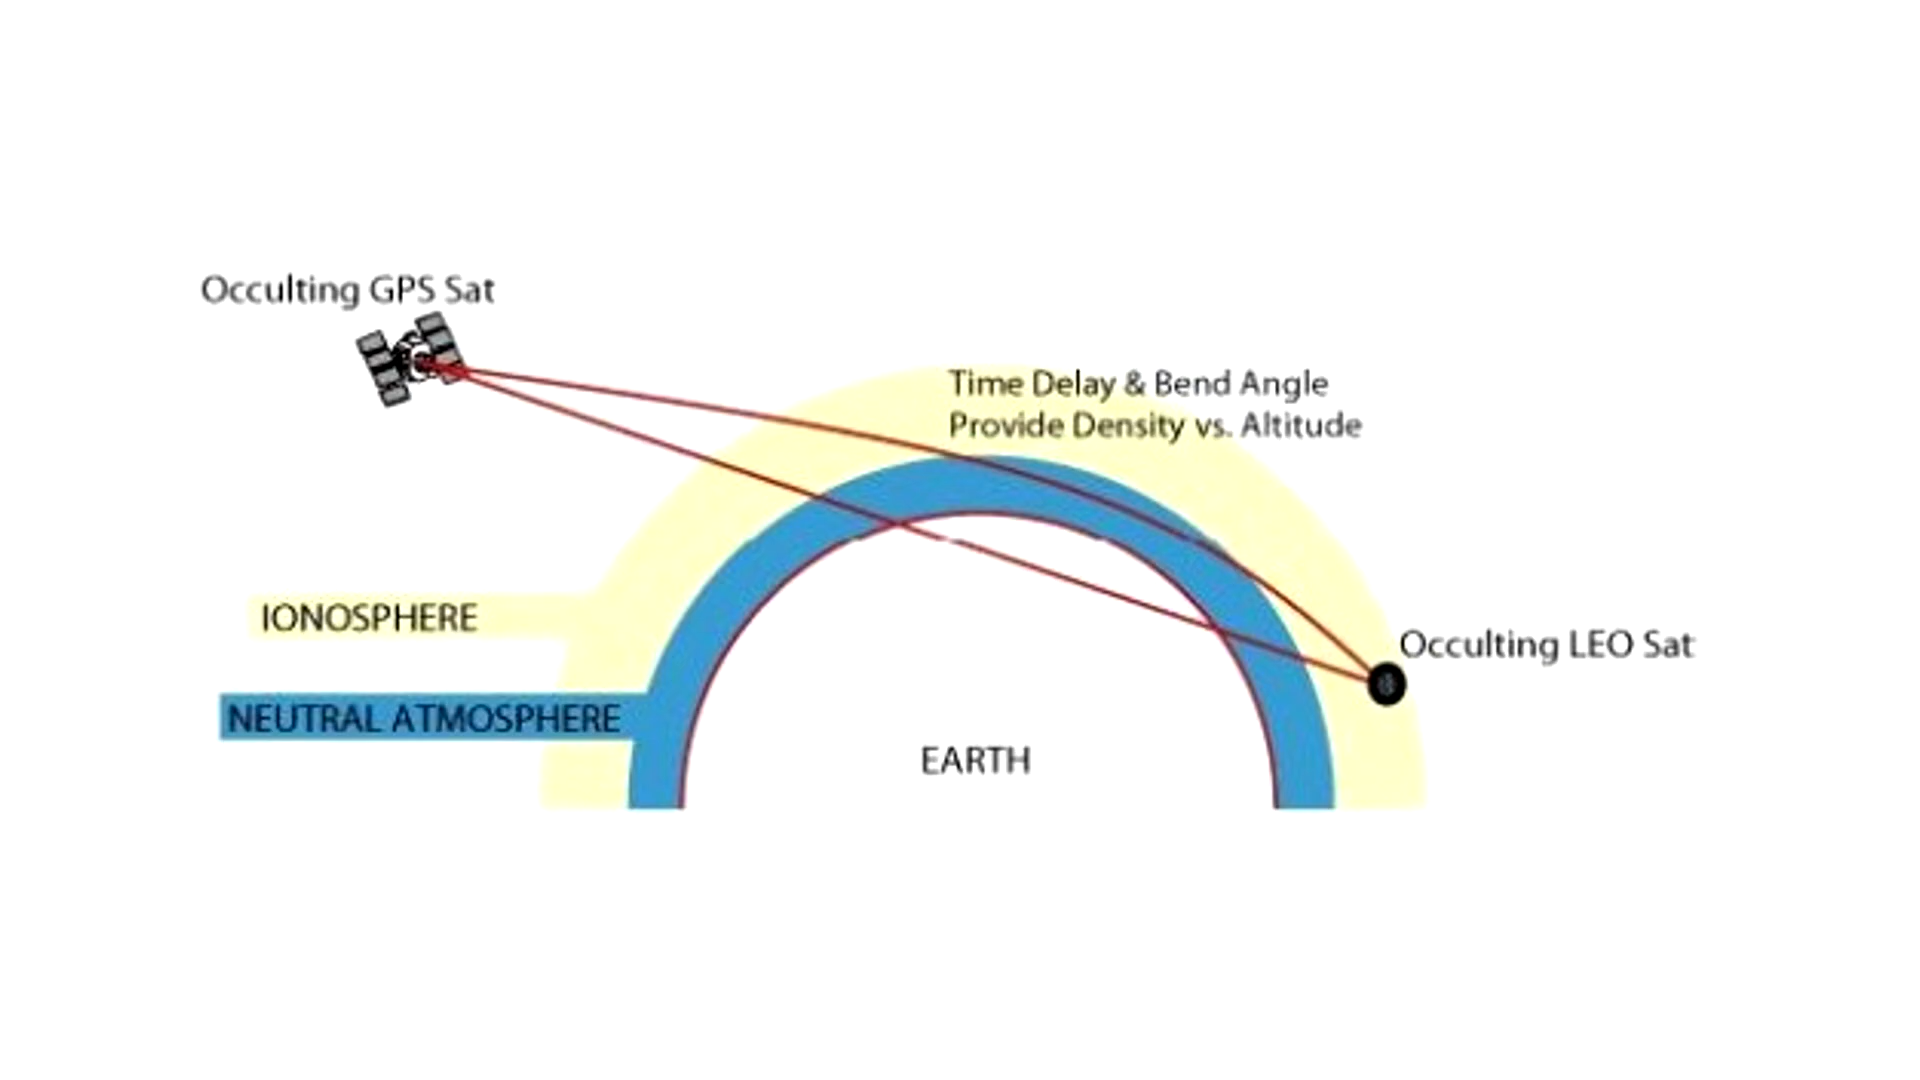 Occulting GPS Sat
Time Delay & Bend Angle
Provide Density vs. Altitude
IONOSPHERE
Occulting LEO Sat
NEUTRAL ATMOSPHERE
EARTH